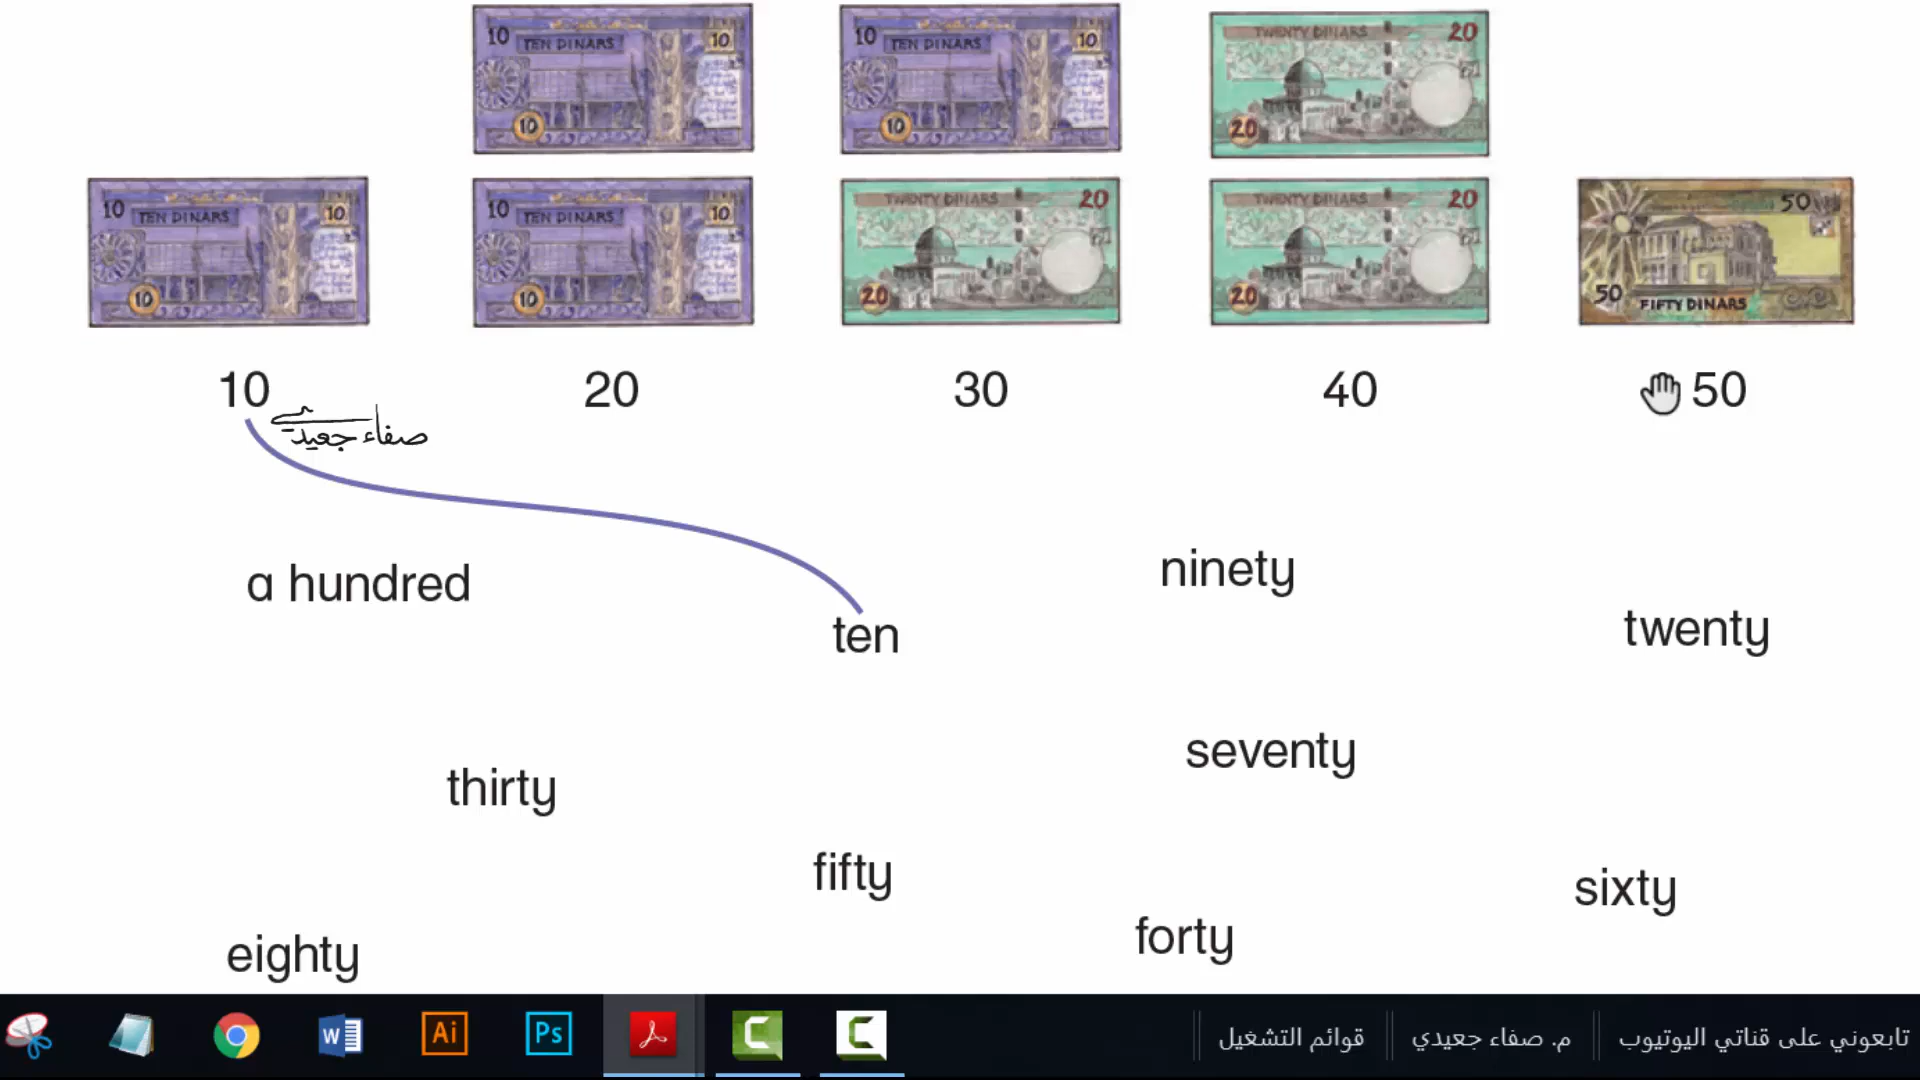 10 TEN DINARS 10
10
10 TEN DINARS 10
10
TWENTY DINARS 20
20
10 TEN DINARS 10
10
10 TEN DINARS 10
10
TWENTY DINARS 20
20
TWENTY DINARS 20
20
50
50 FIFTY DINARS
10 20 30 40 50
صفاء جعيدي
a hundred
ninety
ten
twenty
thirty
seventy
fifty
sixty
eighty
forty
W Ai Ps C C
تابعوني على قناتي اليوتيوب م. صفاء جعيدي قوائم التشغيل